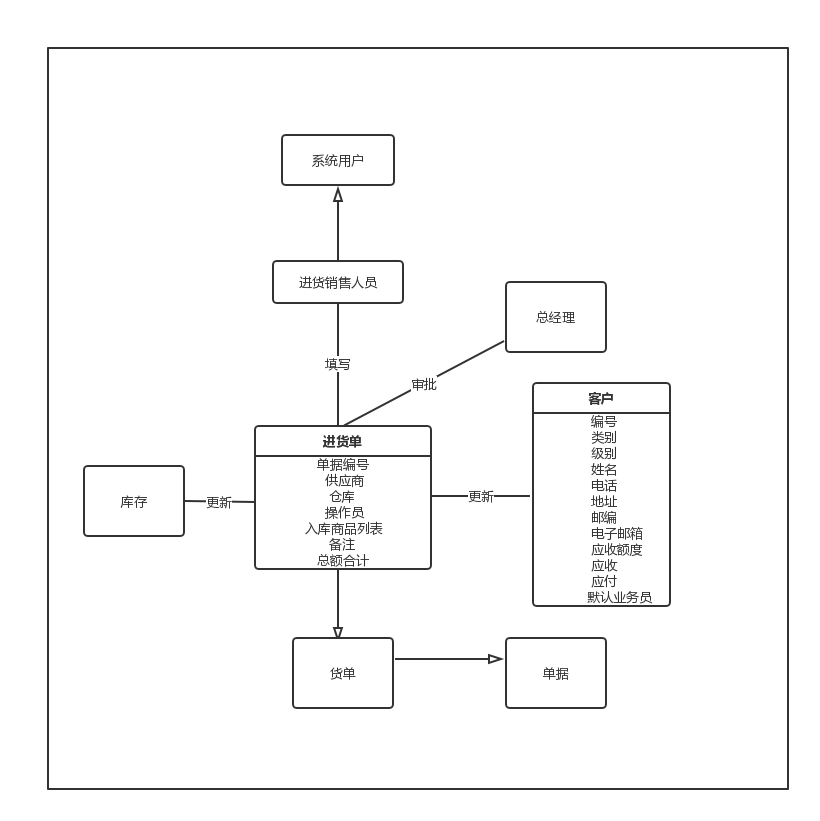 系统用户
进货销售人员
总经理
填写
审批
客户
编号
类别
级别
姓名
电话
地址
邮编
电子邮箱
应收额度
应收
应付
默认业务员
进货单
单据编号
供应商
仓库
操作员
入库商品列表
备注
总额合计
库存
更新
更新
货单
单据